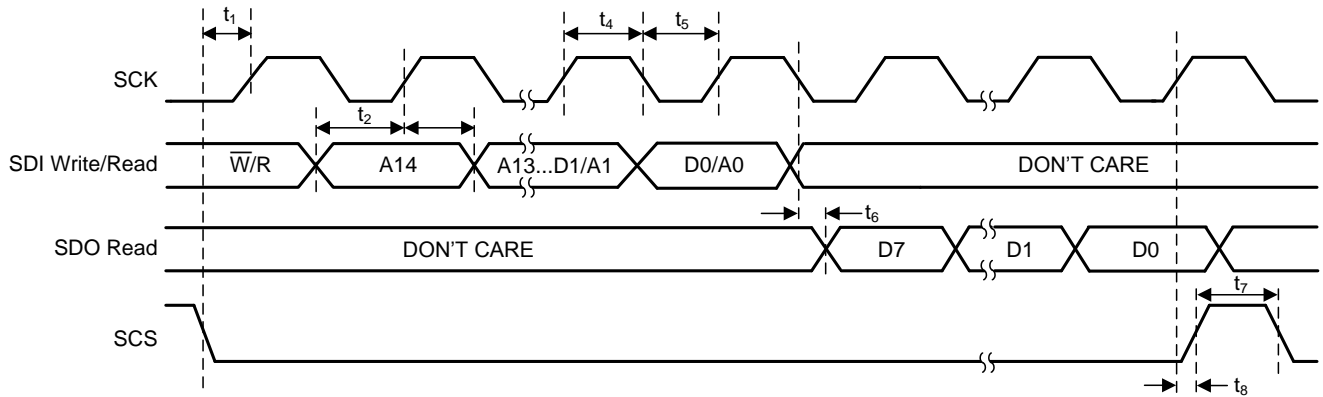 t1
t4
t5
SCK
t2
SDI Write/Read
W̅/R
A14
A13...D1/A1
D0/A0
DON'T CARE
t6
SDO Read
DON'T CARE
D7
D1
D0
t7
SCS
t8